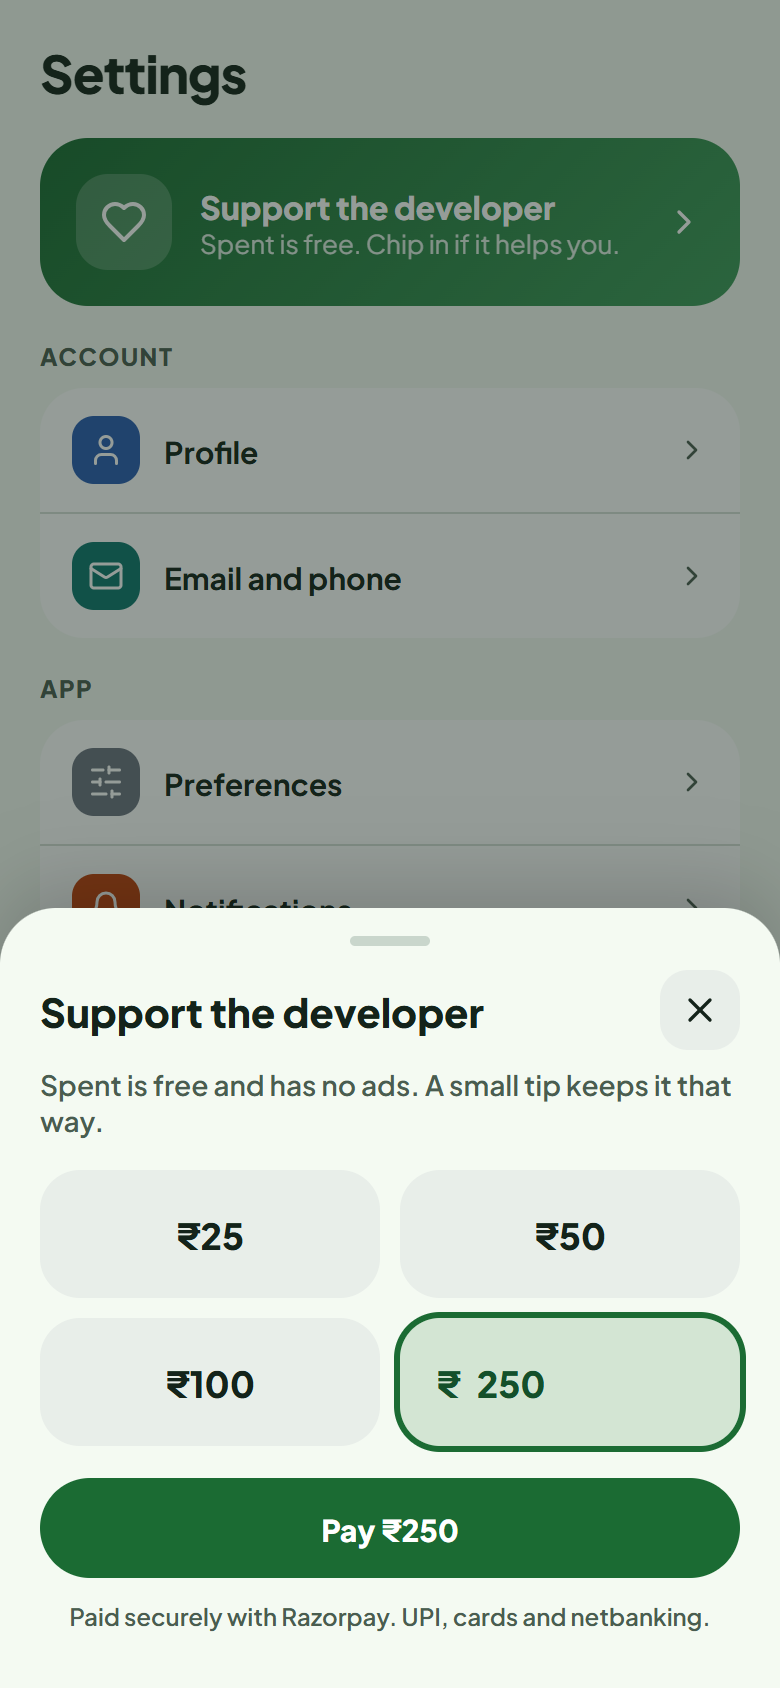 Settings
Support the developer
Spent is free. Chip in if it helps you.
ACCOUNT
Profile
Email and phone
APP
Preferences
Notifications
Support the developer
Spent is free and has no ads. A small tip keeps it that
way.
₹25
₹50
₹100
₹ 250
Pay ₹250
Paid securely with Razorpay. UPI, cards and netbanking.